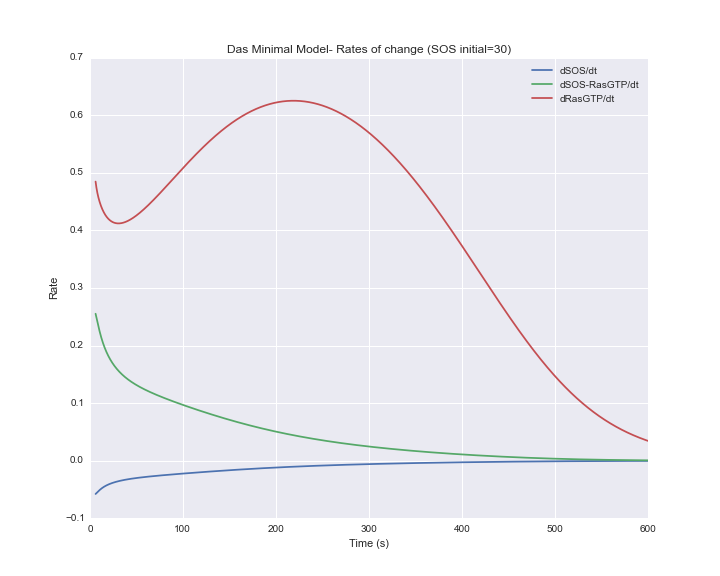 Das Minimal Model- Rates of change (SOS initial=30)
dSOS/dt
dSOS-RasGTP/dt
dRasGTP/dt
0.7
0.6
0.5
0.4
0.3
0.2
0.1
0.0
−0.1
Rate
0 100 200 300 400 500 600
Time (s)